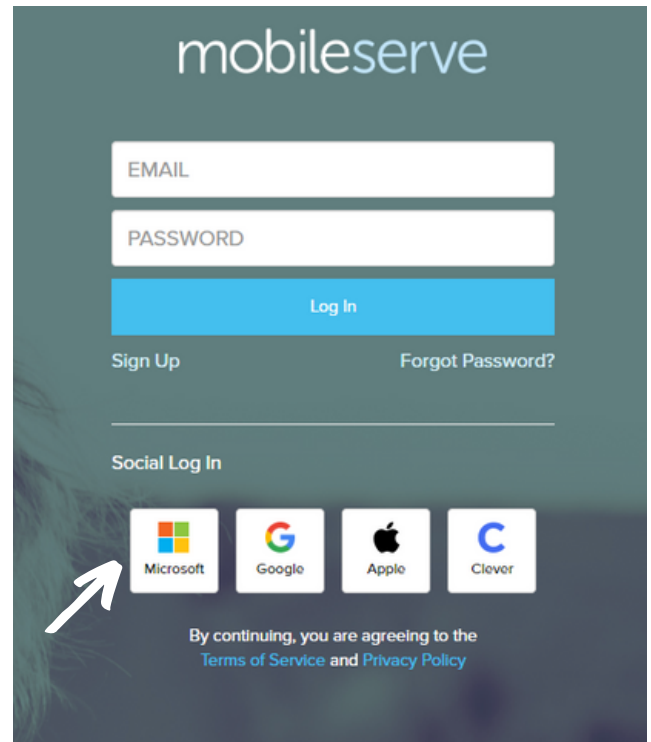 mobileserve
EMAIL
PASSWORD
Log In
Sign Up Forgot Password?
Social Log In
Microsoft Google Apple Clever
By continuing, you are agreeing to the
Terms of Service and Privacy Policy